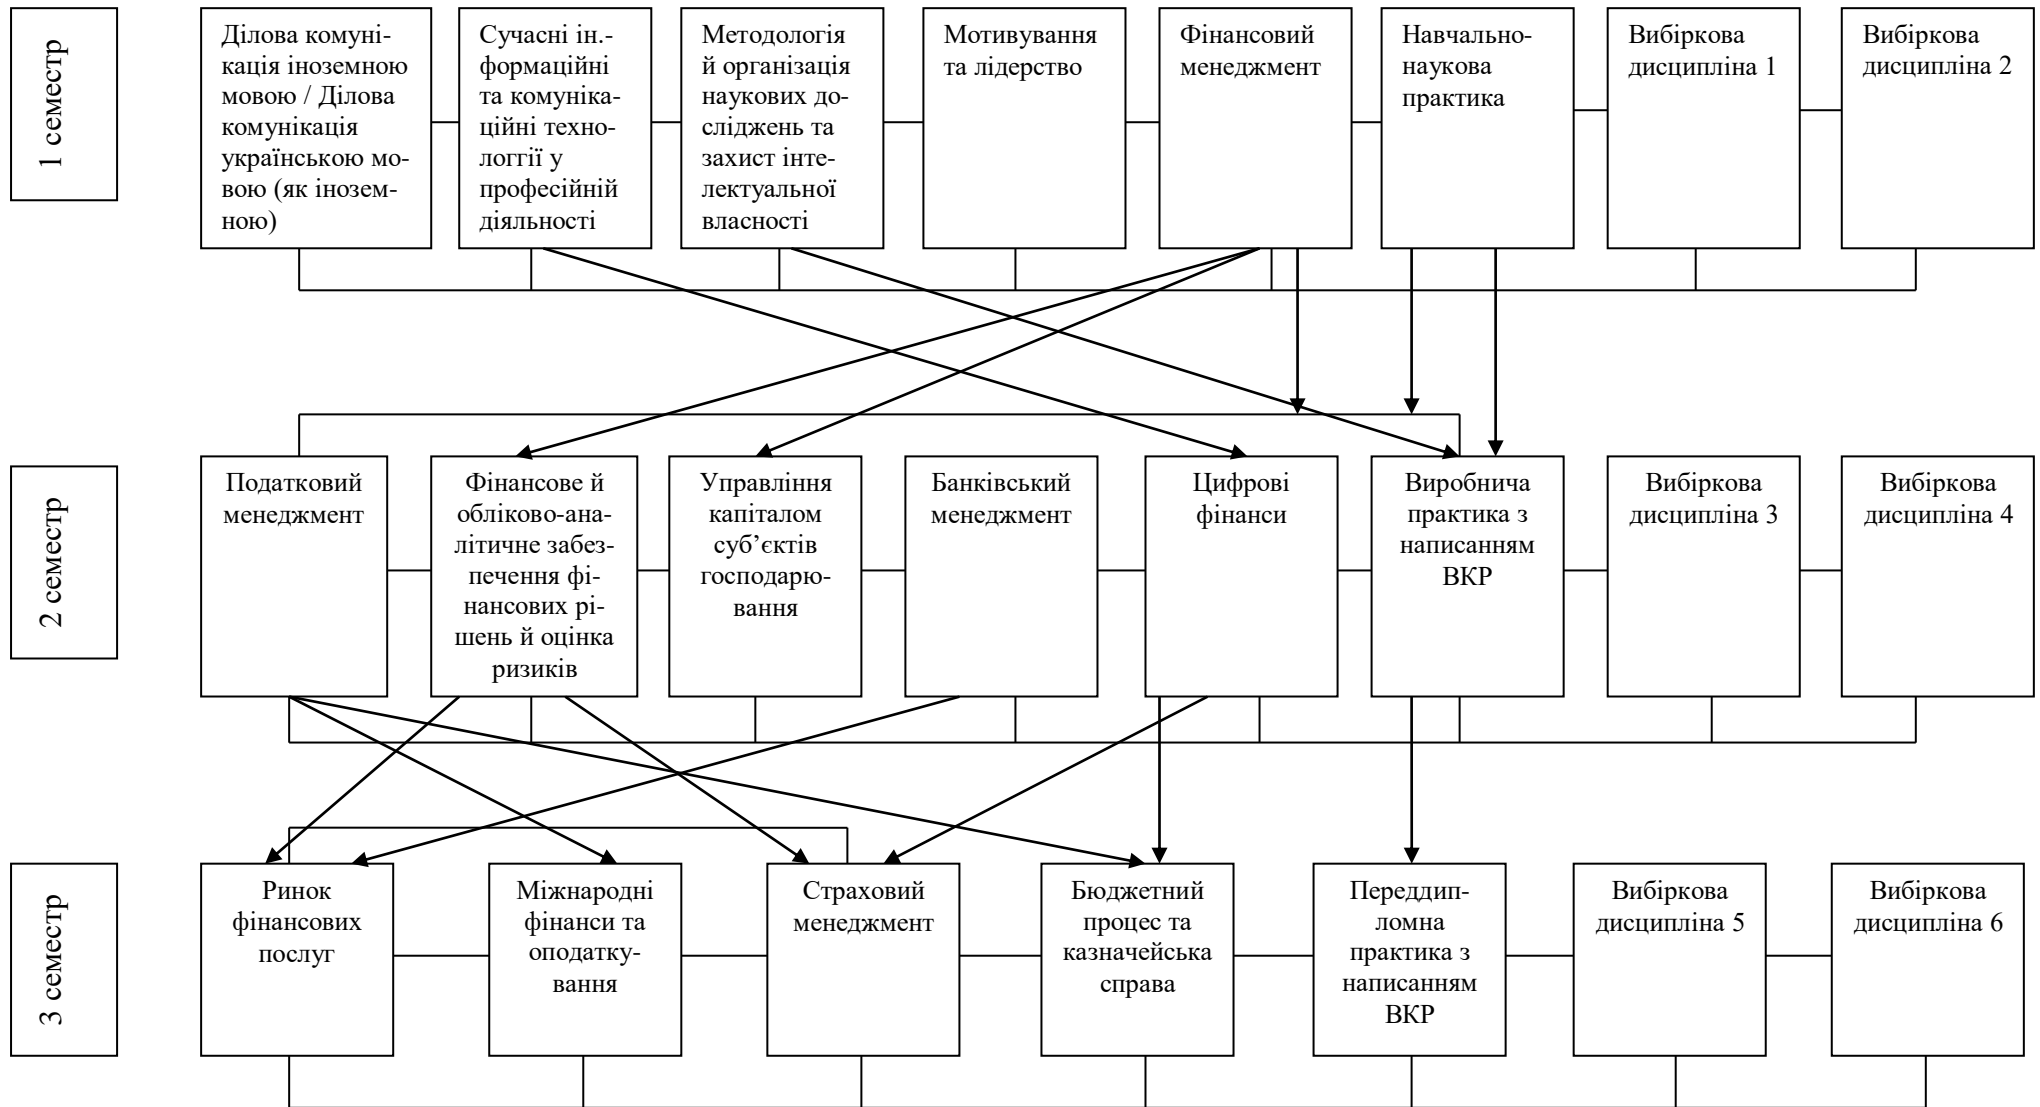 1 семестр
Ділова комуні-
кація іноземною
мовою / Ділова
комунікація
українською мо-
вою (як інозем-
ною)
Сучасні ін.-
формаційні
та комуніка-
ційні техно-
логгії у
професійній
діяльності
Методологія
й організація
наукових до-
сліджень та
захист інте-
лектуальної
власності
Мотивування
та лідерство
Фінансовий
менеджмент
Навчально-
наукова
практика
Вибіркова
дисципліна 1
Вибіркова
дисципліна 2
2 семестр
Податковий
менеджмент
Фінансове й
обліково-ана-
літичне забез-
печення фі-
нансових рі-
шень й оцінка
ризиків
Управління
капіталом
суб’єктів
господарю-
вання
Банківський
менеджмент
Цифрові
фінанси
Виробнича
практика з
написанням
ВКР
Вибіркова
дисципліна 3
Вибіркова
дисципліна 4
3 семестр
Ринок
фінансових
послуг
Міжнародні
фінанси та
оподатку-
вання
Страховий
менеджмент
Бюджетний
процес та
казначейська
справа
Переддип-
ломна
практика з
написанням
ВКР
Вибіркова
дисципліна 5
Вибіркова
дисципліна 6